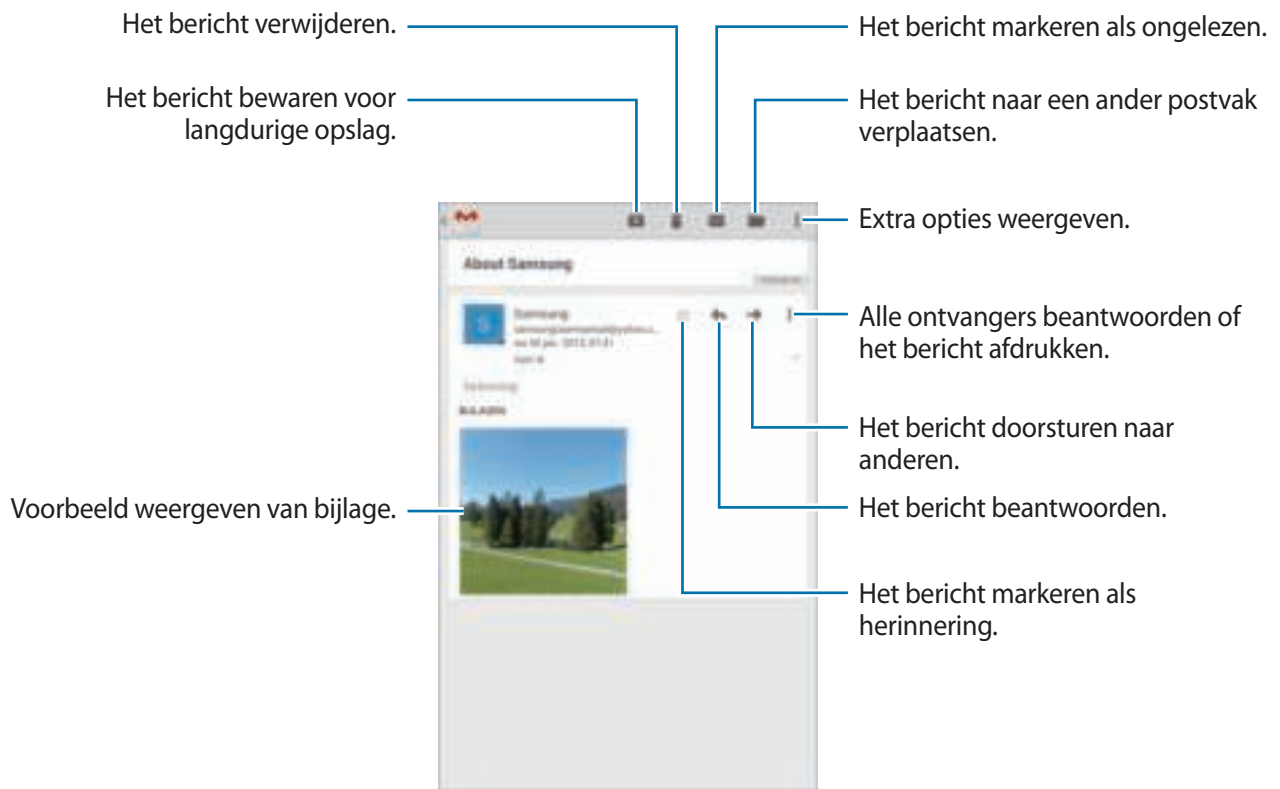 Het bericht verwijderen.
Het bericht bewaren voor
langdurige opslag.
Voorbeeld weergeven van bijlage.
Het bericht markeren als ongelezen.
Het bericht naar een ander postvak
verplaatsen.
Extra opties weergeven.
Alle ontvangers beantwoorden of
het bericht afdrukken.
Het bericht doorsturen naar
anderen.
Het bericht beantwoorden.
Het bericht markeren als
herinnering.
About Samsung
S
Samsung
BIJLAGEN